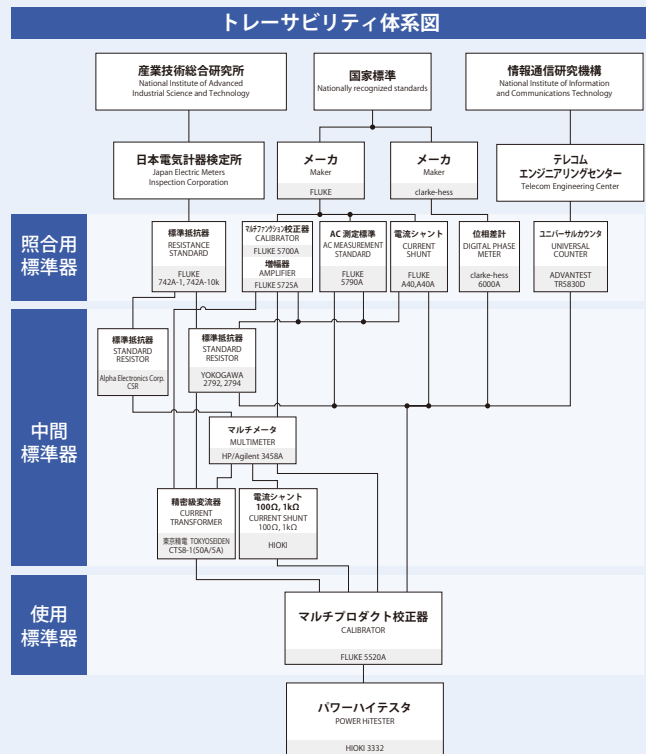 トレーサビリティ体系図
産業技術総合研究所
National Institute of Advanced
Industrial Science and Technology
国家標準
Nationally recognized standards
情報通信研究機構
National Institute of Information
and Communications Technology
日本電気計器検定所
Japan Electric Meters
Inspection Corporation
メーカ
Maker
FLUKE
メーカ
Maker
clarke-hess
テレコム
エンジニアリングセンター
Telecom Engineering Center
照合用
標準器
標準抵抗器
RESISTANCE
STANDARD
FLUKE
742A-1, 742A-10k
マルチファンクション校正器
CALIBRATOR
FLUKE 5700A
増幅器
AMPLIFIER
FLUKE 5725A
AC 測定標準
AC MEASUREMENT
STANDARD
FLUKE
5790A
電流シャント
CURRENT
SHUNT
FLUKE
A40,A40A
位相差計
DIGITAL PHASE
METER
clarke-hess
6000A
ユニバーサルカウンタ
UNIVERSAL
COUNTER
ADVANTEST
TR5830D
中間
標準器
標準抵抗器
STANDARD
RESISTOR
Alpha Electronics Corp.
CSR
標準抵抗器
STANDARD
RESISTOR
YOKOGAWA
2792, 2794
マルチメータ
MULTIMETER
HP/Agilent 3458A
精密級変流器
CURRENT
TRANSFORMER
東京精電 TOKYOSEIDEN
CTS8-1(50A/5A)
電流シャント
100Ω, 1kΩ
CURRENT SHUNT
100Ω, 1kΩ
HIOKI
使用
標準器
マルチプロダクト校正器
CALIBRATOR
FLUKE 5520A
パワーハイテスタ
POWER HiTESTER
HIOKI 3332